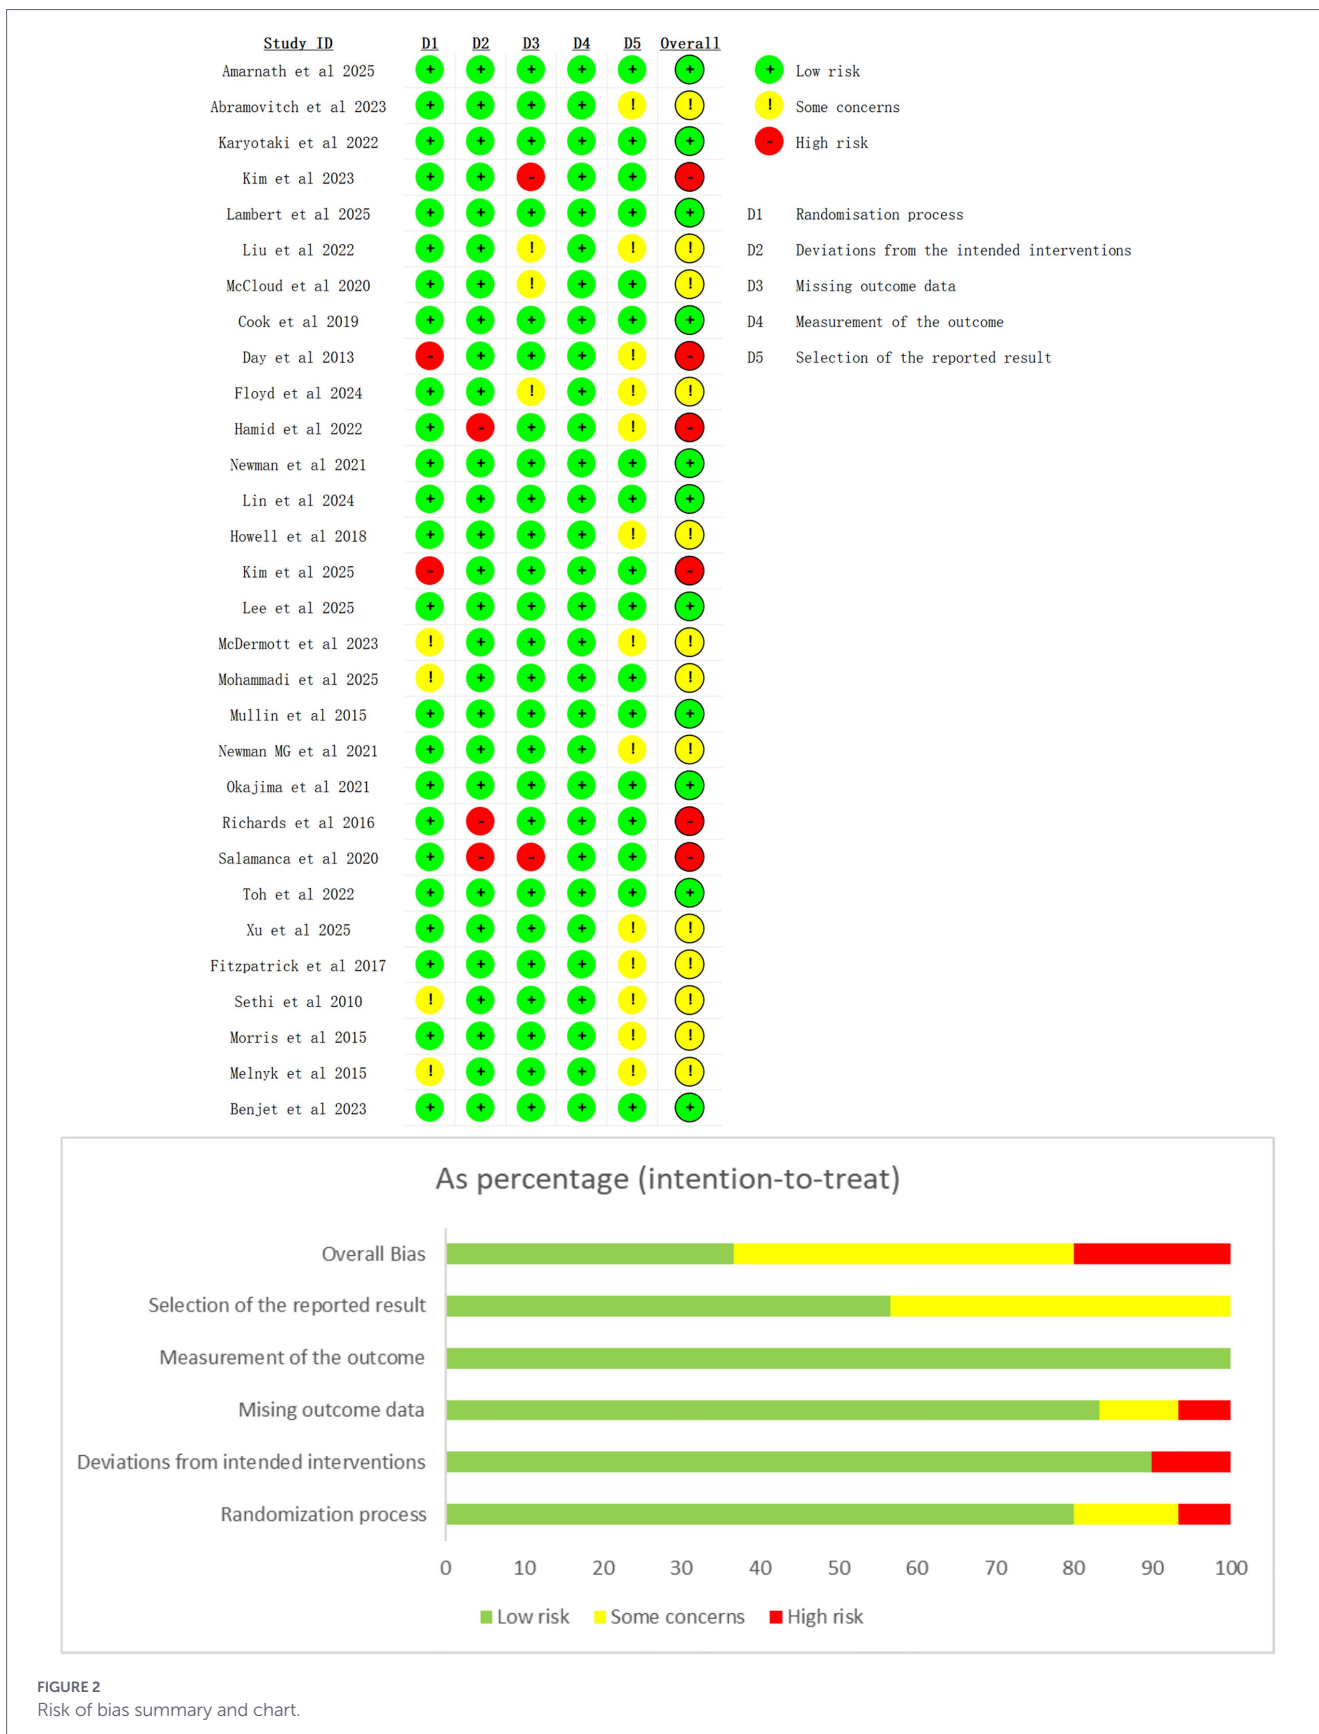 Study ID D1 D2 D3 D4 D5 Overall
Amarnath et al 2025 + + + + + +
Abramovitch et al 2023 + + + + ! !
Karyotaki et al 2022 + + + + + +
Kim et al 2023 + + - + + -
Lambert et al 2025 + + + + + +
Liu et al 2022 + + ! + ! !
McCloud et al 2020 + + ! + + !
Cook et al 2019 + + + + + +
Day et al 2013 - + + + ! -
Floyd et al 2024 + + ! + ! !
Hamid et al 2022 + - + + ! -
Newman et al 2021 + + + + + +
Lin et al 2024 + + + + + +
Howell et al 2018 + + + + ! !
Kim et al 2025 - + + + + -
Lee et al 2025 + + + + + +
McDermott et al 2023 ! + + + ! !
Mohammadi et al 2025 ! + + + + !
Mullin et al 2015 + + + + + +
Newman MG et al 2021 + + + + ! !
Okajima et al 2021 + + + + + +
Richards et al 2016 + - + + + -
Salamanca et al 2020 + - - + + -
Toh et al 2022 + + + + + +
Xu et al 2025 + + + + ! !
Fitzpatrick et al 2017 + + + + ! !
Sethi et al 2010 ! + + + ! !
Morris et al 2015 + + + + ! !
Melnyk et al 2015 ! + + + ! !
Benjet et al 2023 + + + + + +
+ Low risk
! Some concerns
- High risk
D1 Randomisation process
D2 Deviations from the intended interventions
D3 Missing outcome data
D4 Measurement of the outcome
D5 Selection of the reported result
As percentage (intention-to-treat)
Overall Bias
Selection of the reported result
Measurement of the outcome
Mising outcome data
Deviations from intended interventions
Randomization process
0 10 20 30 40 50 60 70 80 90 100
Low risk Some concerns High risk
FIGURE 2
Risk of bias summary and chart.